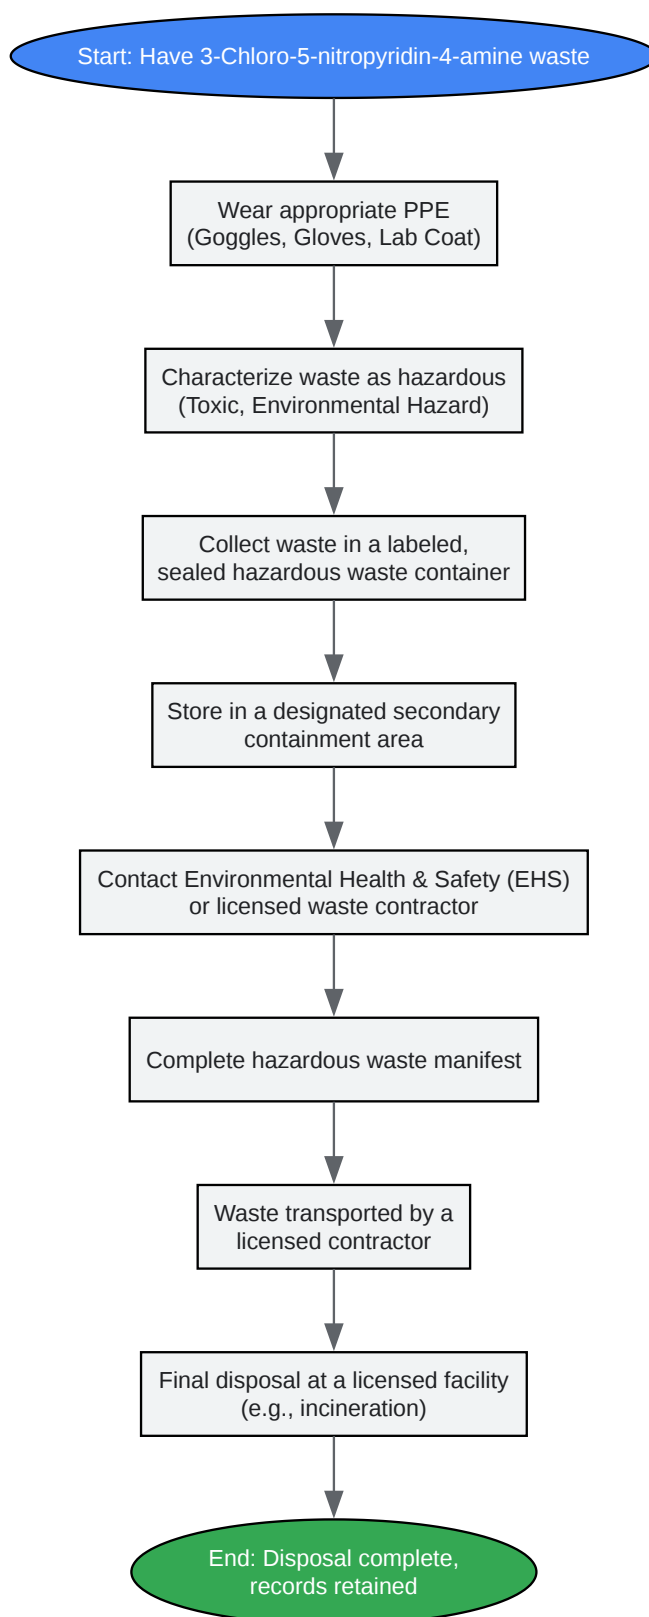 Start: Have 3-Chloro-5-nitropyridin-4-amine waste
Wear appropriate PPE
(Goggles, Gloves, Lab Coat)
Characterize waste as hazardous
(Toxic, Environmental Hazard)
Collect waste in a labeled,
sealed hazardous waste container
Store in a designated secondary
containment area
Contact Environmental Health & Safety (EHS)
or licensed waste contractor
Complete hazardous waste manifest
Waste transported by a
licensed contractor
Final disposal at a licensed facility
(e.g., incineration)
End: Disposal complete,
records retained